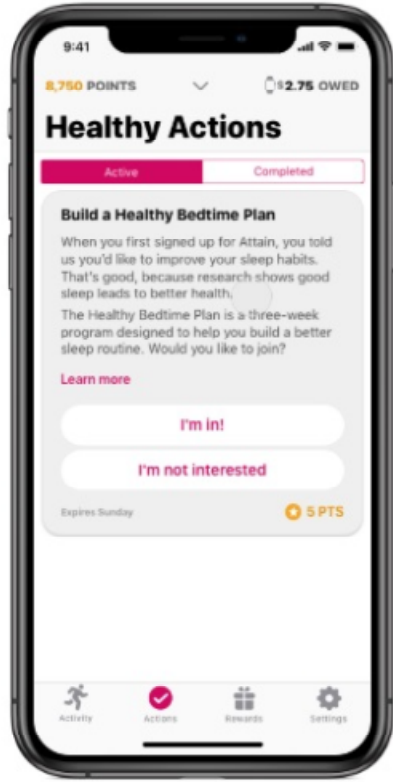 9:41
8,750 POINTS
$2.75 OWED
Healthy Actions
Active
Completed
Build a Healthy Bedtime Plan
When you first signed up for Attain, you told
us you'd like to improve your sleep habits.
That's good, because research shows good
sleep leads to better health.
The Healthy Bedtime Plan is a three-week
program designed to help you build a better
sleep routine. Would you like to join?
Learn more
I'm in!
I'm not interested
Expires Sunday
5 PTS
Activity
Actions
Rewards
Settings